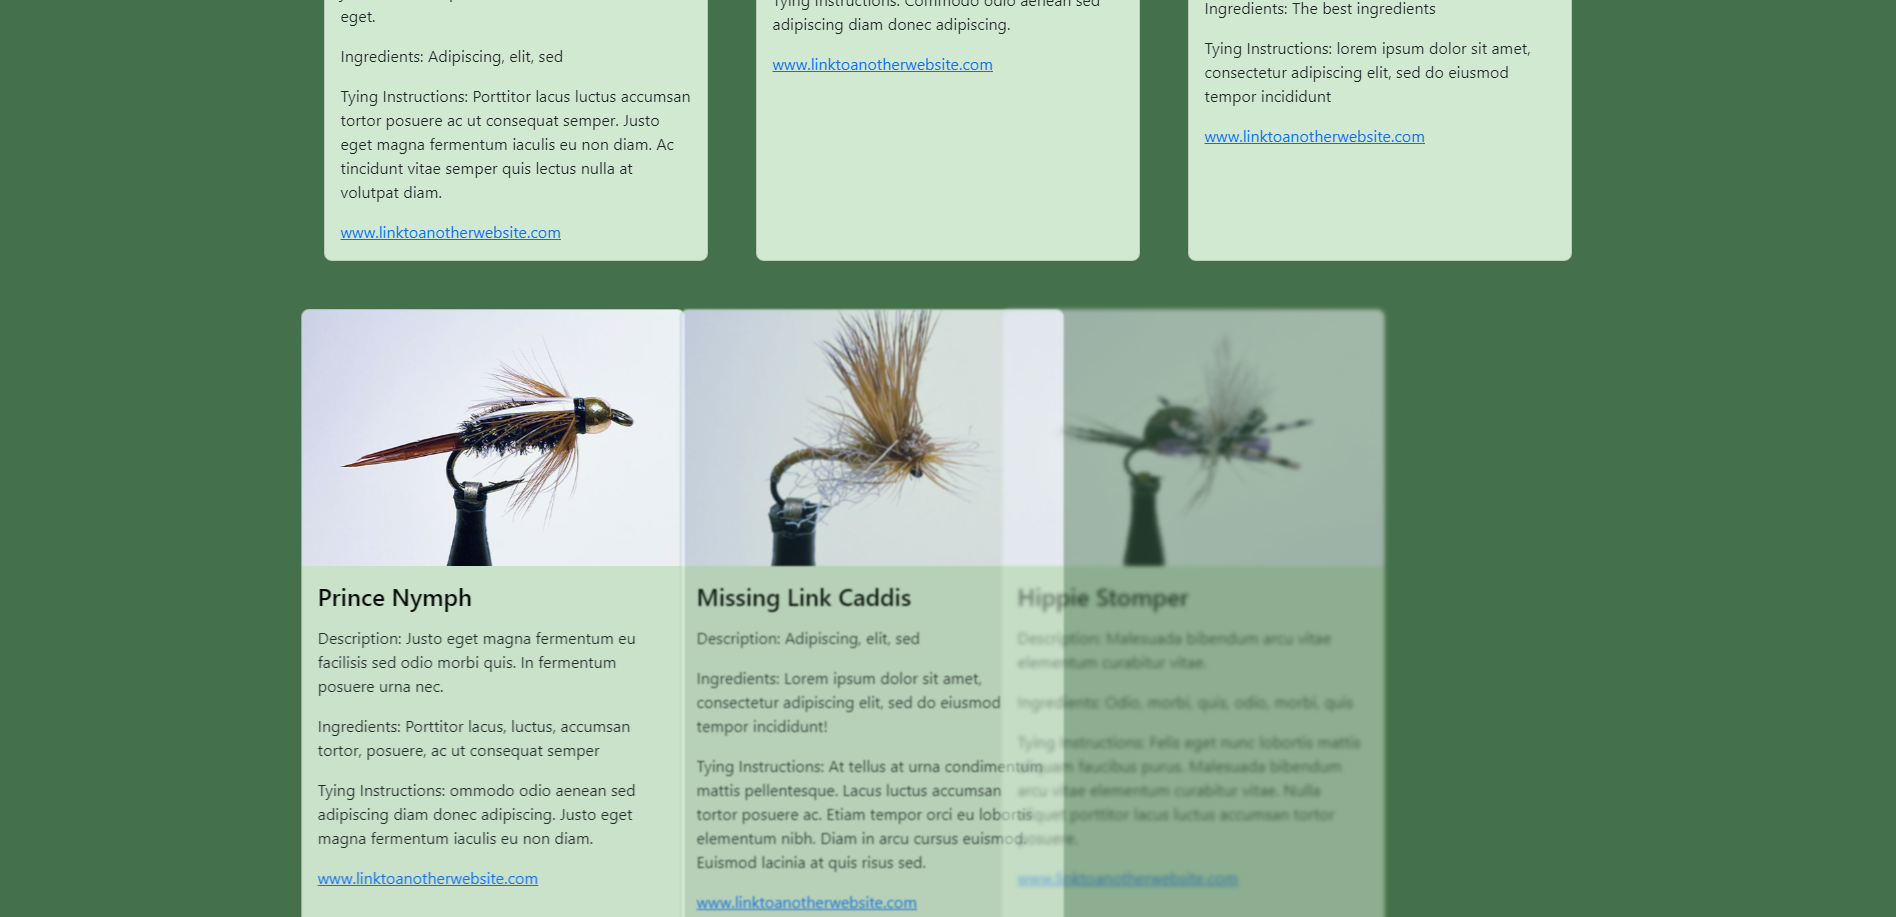 eget.
Ingredients: Adipiscing, elit, sed
Tying Instructions: Porttitor lacus luctus accumsan
tortor posuere ac ut consequat semper. Justo
eget magna fermentum iaculis eu non diam. Ac
tincidunt vitae semper quis lectus nulla at
volutpat diam.
www.linktoanotherwebsite.com
Tying Instructions: Commodo odio aenean sed
adipiscing diam donec adipiscing.
www.linktoanotherwebsite.com
Ingredients: The best ingredients
Tying Instructions: lorem ipsum dolor sit amet,
consectetur adipiscing elit, sed do eiusmod
tempor incididunt
www.linktoanotherwebsite.com
Prince Nymph
Description: Justo eget magna fermentum eu
facilisis sed odio morbi quis. In fermentum
posuere urna nec.
Ingredients: Porttitor lacus, luctus, accumsan
tortor, posuere, ac ut consequat semper
Tying Instructions: ommodo odio aenean sed
adipiscing diam donec adipiscing. Justo eget
magna fermentum iaculis eu non diam.
www.linktoanotherwebsite.com
Missing Link Caddis
Description: Adipiscing, elit, sed
Ingredients: Lorem ipsum dolor sit amet,
consectetur adipiscing elit, sed do eiusmod
tempor incididunt!
Tying Instructions: At tellus at urna condimentum
mattis pellentesque. Lacus luctus accumsan
tortor posuere ac. Etiam tempor orci eu lobortis
elementum nibh. Diam in arcu cursus euismod.
Euismod lacinia at quis risus sed.
www.linktoanotherwebsite.com
Hippie Stomper
Description: Malesuada bibendum arcu vitae
elementum curabitur vitae.
Ingredients: Odio, morbi, quis, odio, morbi, quis
Tying Instructions: Felis eget nunc lobortis mattis
aliquam faucibus purus. Malesuada bibendum
arcu vitae elementum curabitur vitae. Nulla
aliquet porttitor lacus luctus accumsan tortor
posuere.
www.linktoanotherwebsite.com